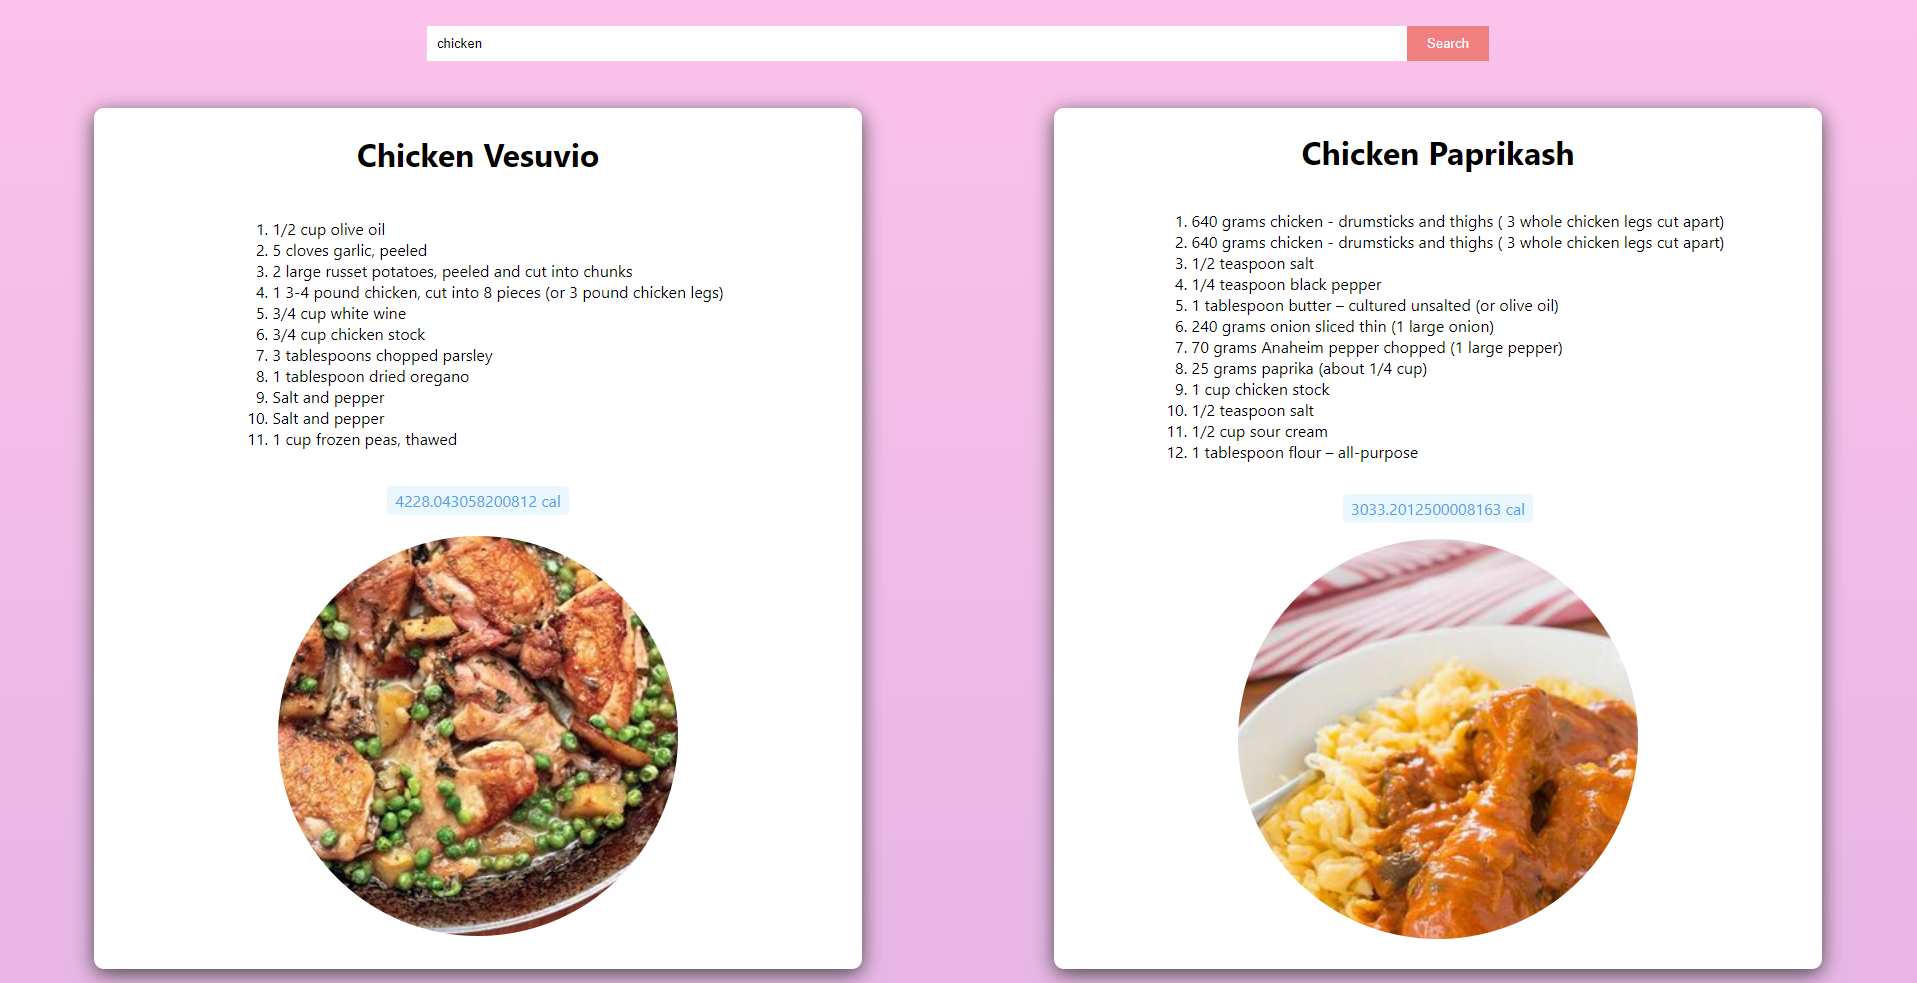 chicken
Search
Chicken Vesuvio
1. 1/2 cup olive oil
2. 5 cloves garlic, peeled
3. 2 large russet potatoes, peeled and cut into chunks
4. 1 3-4 pound chicken, cut into 8 pieces (or 3 pound chicken legs)
5. 3/4 cup white wine
6. 3/4 cup chicken stock
7. 3 tablespoons chopped parsley
8. 1 tablespoon dried oregano
9. Salt and pepper
10. Salt and pepper
11. 1 cup frozen peas, thawed
4228.043058200812 cal
Chicken Paprikash
1. 640 grams chicken - drumsticks and thighs ( 3 whole chicken legs cut apart)
2. 640 grams chicken - drumsticks and thighs ( 3 whole chicken legs cut apart)
3. 1/2 teaspoon salt
4. 1/4 teaspoon black pepper
5. 1 tablespoon butter – cultured unsalted (or olive oil)
6. 240 grams onion sliced thin (1 large onion)
7. 70 grams Anaheim pepper chopped (1 large pepper)
8. 25 grams paprika (about 1/4 cup)
9. 1 cup chicken stock
10. 1/2 teaspoon salt
11. 1/2 cup sour cream
12. 1 tablespoon flour – all-purpose
3033.2012500008163 cal